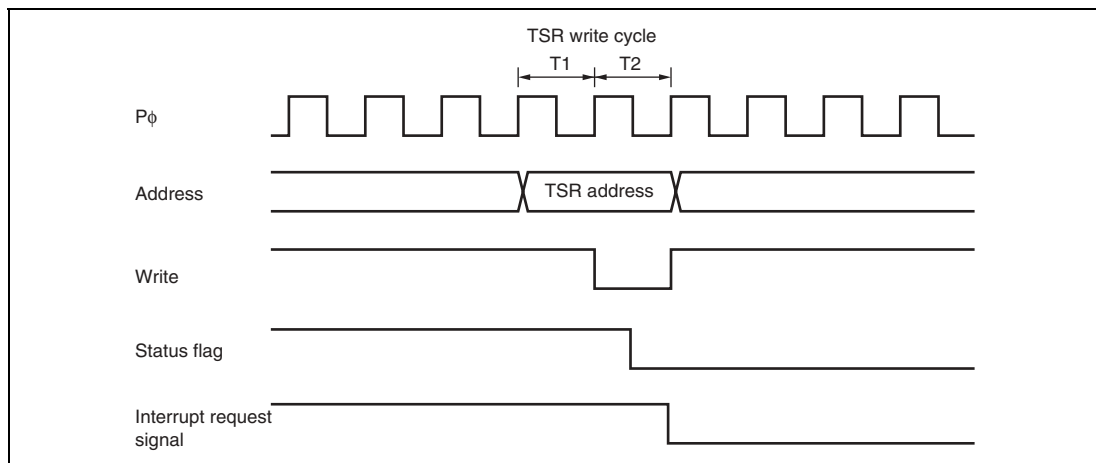 TSR write cycle
T1 T2
Pϕ
Address
TSR address
Write
Status flag
Interrupt request
signal